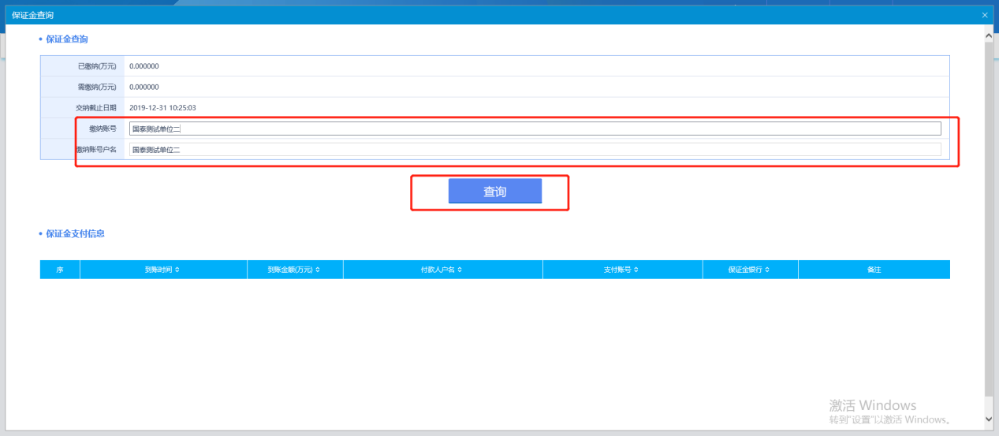 保证金查询
保证金查询
已缴纳(万元) 0.000000
需缴纳(万元) 0.000000
交纳截止日期 2019-12-31 10:25:03
缴纳账号 国泰测试单位二
缴纳账号户名 国泰测试单位二
查询
保证金支付信息
序 到账时间 到账金额(万元) 付款人户名 支付账号 保证金银行 备注
激活 Windows
转到"设置"以激活 Windows。